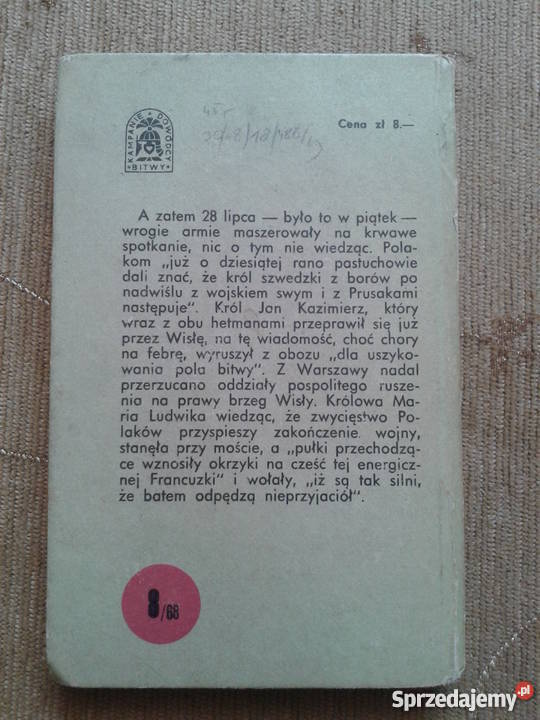 KAMPANIE • DOWÓDCY
• BITWY •
Cena zł 8.—
45,-
A zatem 28 lipca — było to w piątek —
wrogie armie maszerowały na krwawe
spotkanie, nic o tym nie wiedząc. Pola-
kom „już o dziesiątej rano pastuchowie
dali znać, że król szwedzki z borów po
nadwiślu z wojskiem swym i z Prusakami
następuje”. Król Jan Kazimierz, który
wraz z obu hetmanami przeprawił się już
przez Wisłę, na tę wiadomość, choć chory
na febrę, wyruszył z obozu „dla uszyko-
wania pola bitwy”. Z Warszawy nadal
przerzucano oddziały pospolitego rusze-
nia na prawy brzeg Wisły. Królowa Ma-
ria Ludwika wiedząc, że zwycięstwo Po-
laków przyspieszy zakończenie wojny,
stanęła przy moście, a „pułki przechodzą-
ce wznosiły okrzyki na cześć tej energicz-
nej Francuzki” i wołały, „iż są tak silni,
że batem odpędzą nieprzyjaciół”.
8/68
Sprzedajemy.pl